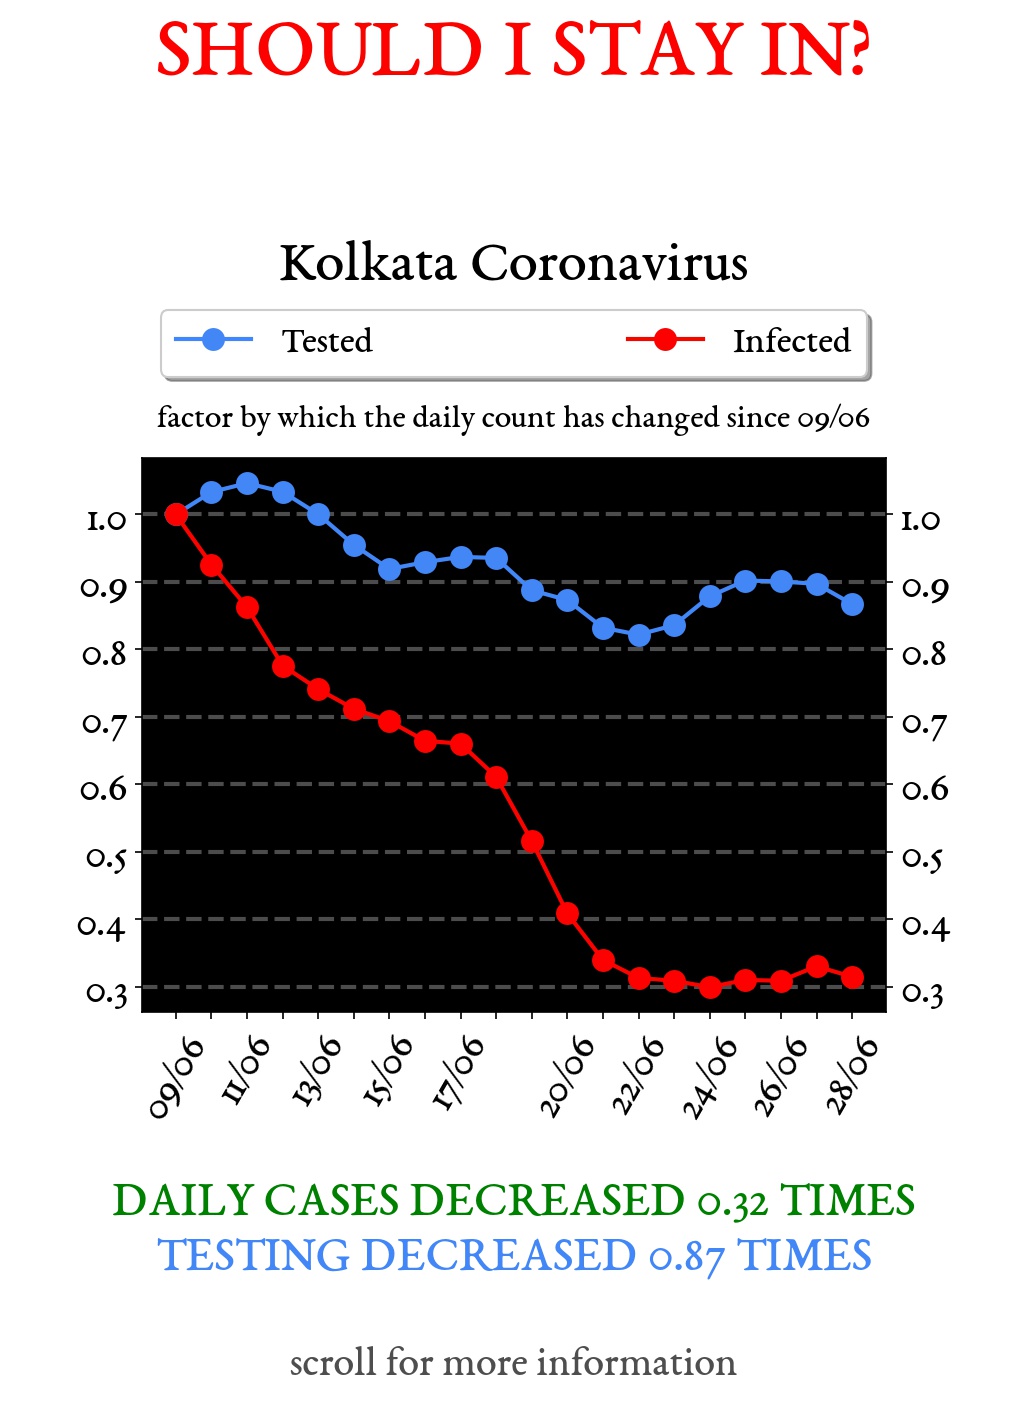 SHOULD I STAY IN?
Kolkata Coronavirus
Tested Infected
factor by which the daily count has changed since 09/06
1.0 1.0
0.9 0.9
0.8 0.8
0.7 0.7
0.6 0.6
0.5 0.5
0.4 0.4
0.3 0.3
09/06 11/06 13/06 15/06 17/06 20/06 22/06 24/06 26/06 28/06
DAILY CASES DECREASED 0.32 TIMES
TESTING DECREASED 0.87 TIMES
scroll for more information